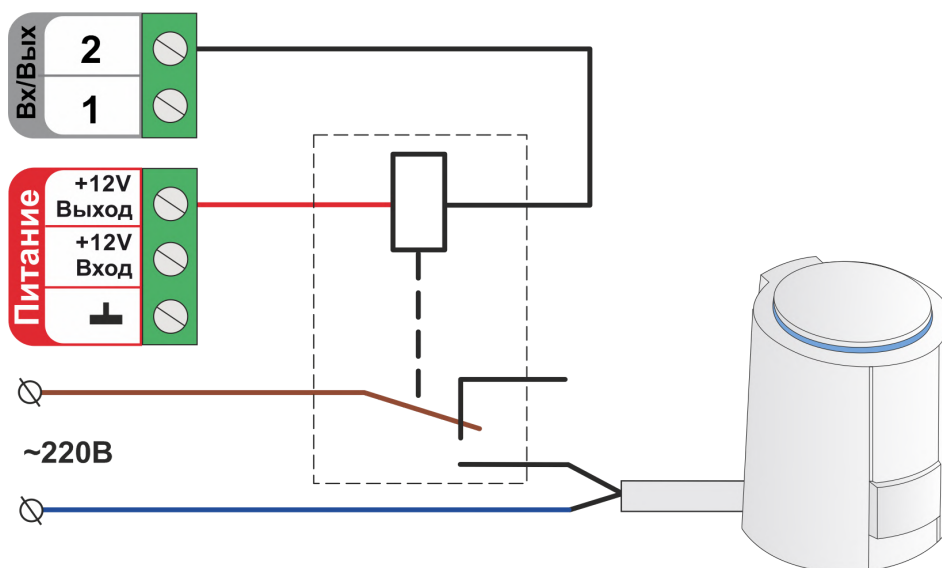 Вх/Вых
2
1
Питание
+12V
Выход
+12V
Вход
~220В